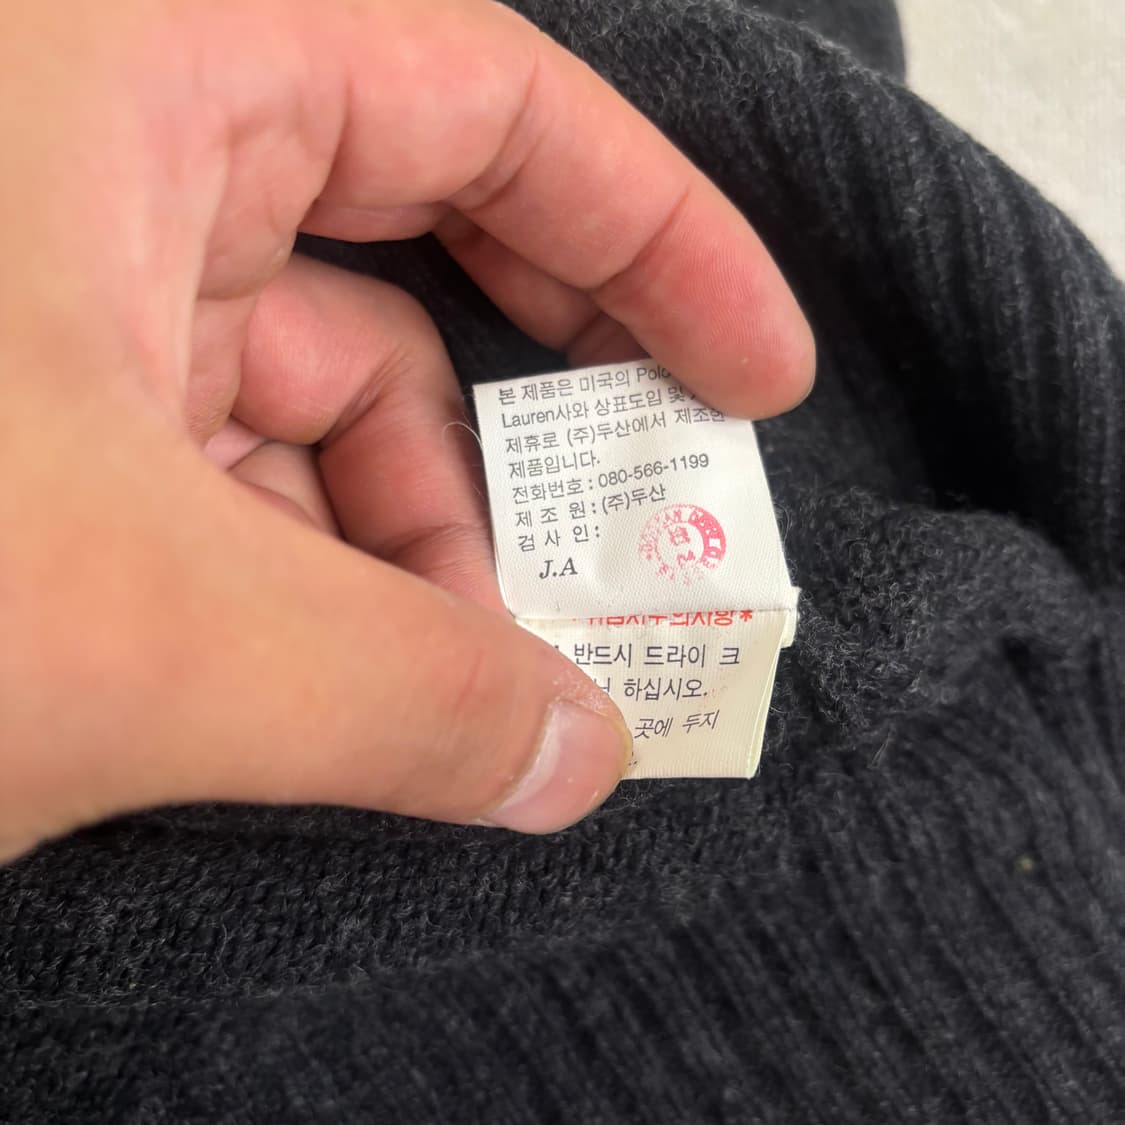 본 제품은 미국의 Polo
Lauren사와 상표도입 및
제휴로 (주)두산에서 제조한
제품입니다.
전화번호 : 080-566-1199
제 조 원 : (주)두산
검 사 인 :
J.A
반드시 드라이 크
하십시오.
곳에 두지